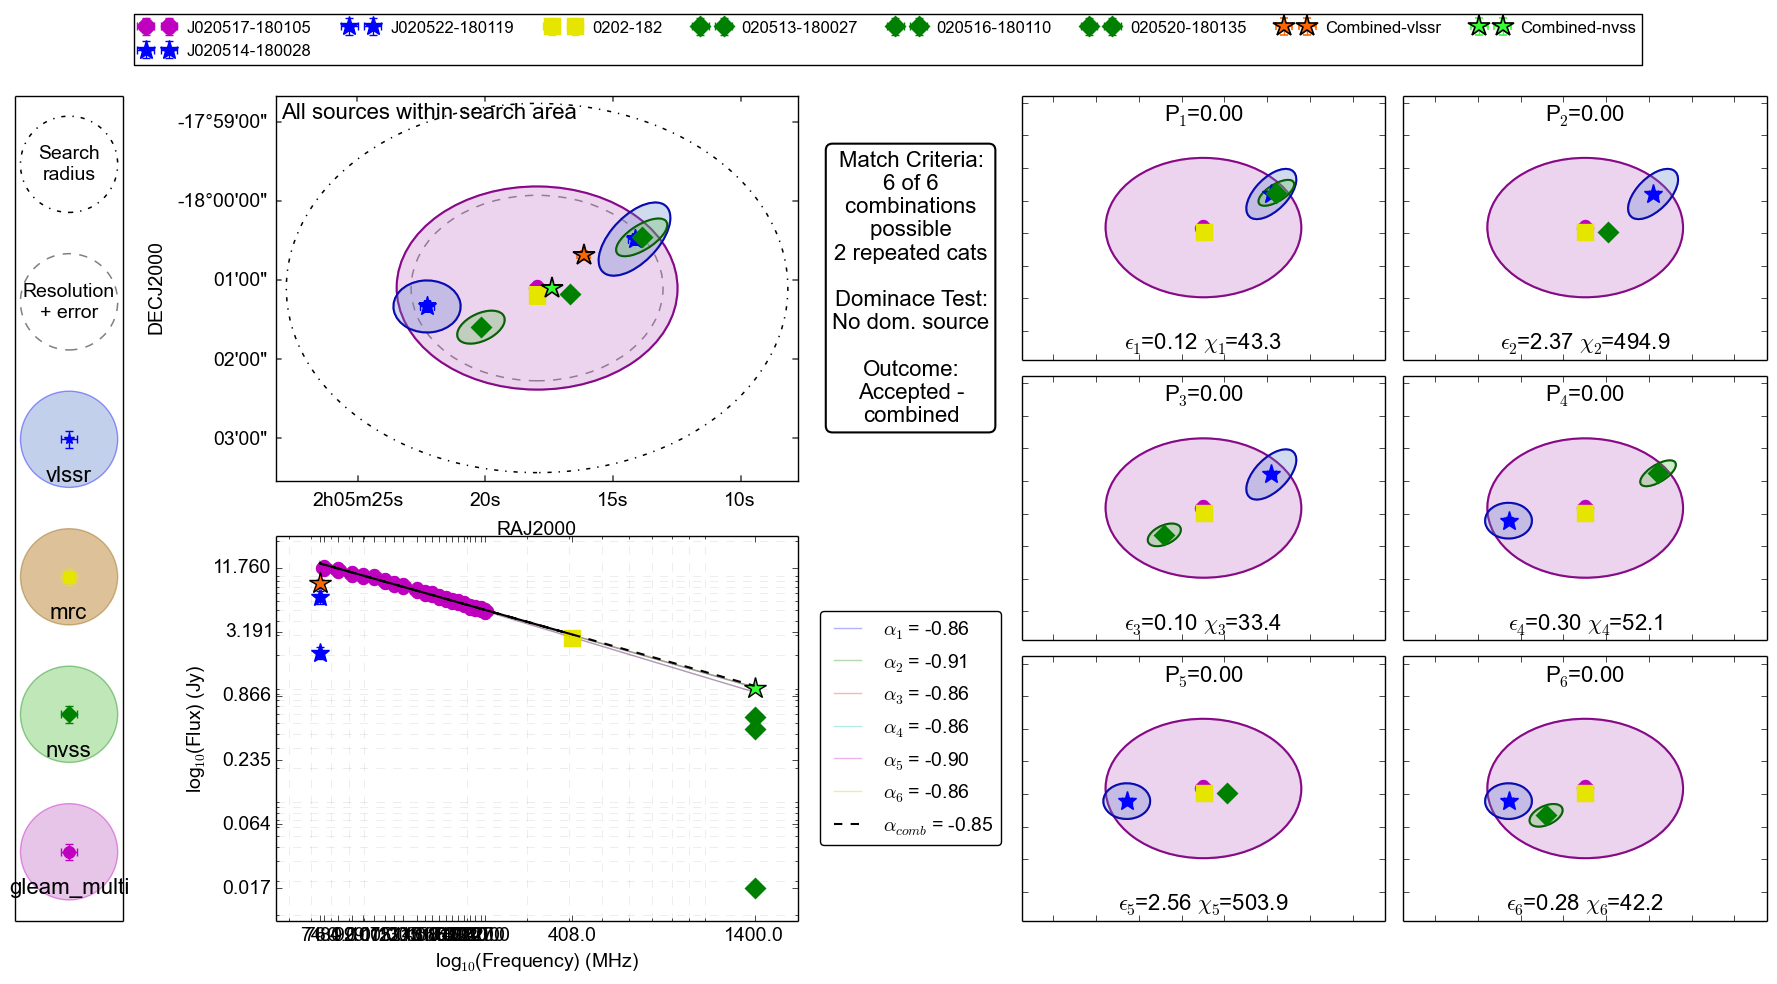 J020517-180105
J020522-180119
0202-182
020513-180027
020516-180110
020520-180135
Combined-vlssr
Combined-nvss
J020514-180028
Search
radius
Resolution
+ error
vlssr
mrc
nvss
gleam_multi
All sources within search area
-17°59'00"
-18°00'00"
01'00"
02'00"
03'00"
DECJ2000
2h05m25s
20s
15s
10s
RAJ2000
Match Criteria:
6 of 6
combinations
possible
2 repeated cats
Dominace Test:
No dom. source
Outcome:
Accepted -
combined
11.760
3.191
0.866
0.235
0.064
0.017
log10(Flux) (Jy)
408.0
1400.0
log10(Frequency) (MHz)
α1 = -0.86
α2 = -0.91
α3 = -0.86
α4 = -0.86
α5 = -0.90
α6 = -0.86
αcomb = -0.85
P1=0.00
ϵ1=0.12 χ1=43.3
P2=0.00
ϵ2=2.37 χ2=494.9
P3=0.00
ϵ3=0.10 χ3=33.4
P4=0.00
ϵ4=0.30 χ4=52.1
P5=0.00
ϵ5=2.56 χ5=503.9
P6=0.00
ϵ6=0.28 χ6=42.2